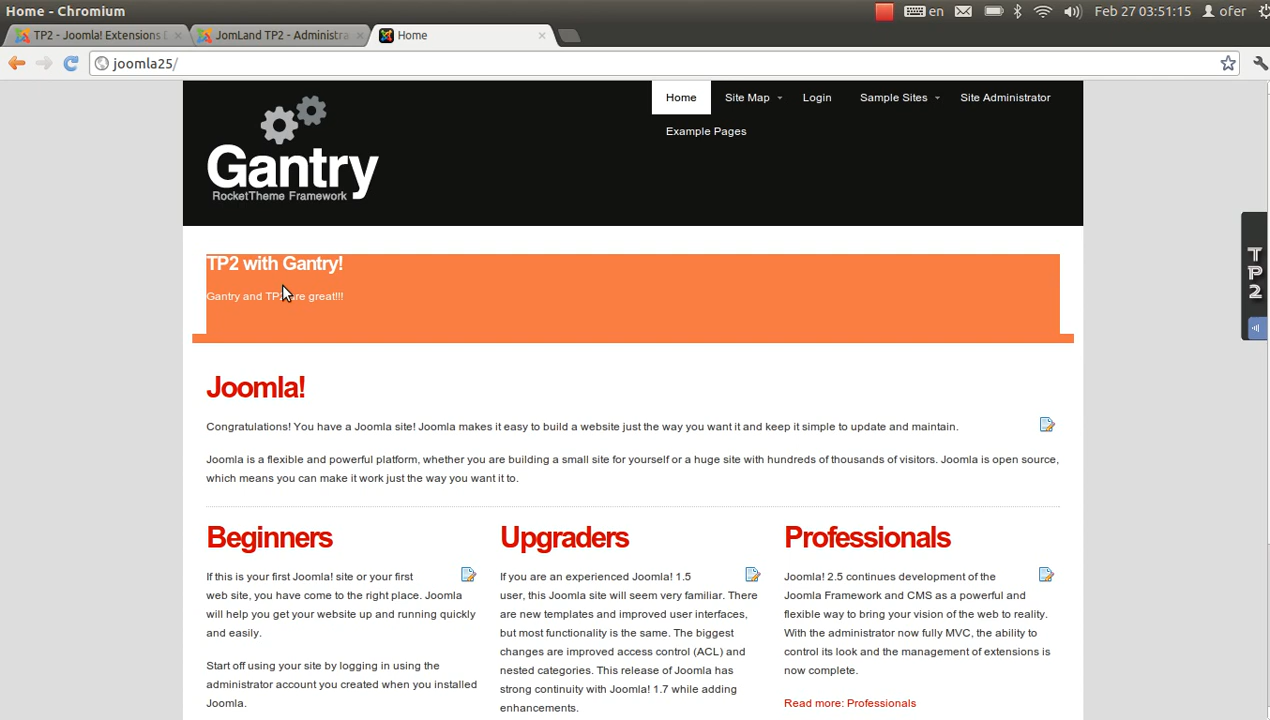 Home - Chromium
en
Feb 27 03:51:15
ofer
TP2 - Joomla! Extensions
JomLand TP2 - Administra
Home
joomla25/
Gantry
RocketTheme Framework
Home
Site Map
Login
Sample Sites
Site Administrator
Example Pages
TP2
TP2 with Gantry!
Gantry and TP2 are great!!!
Joomla!
Congratulations! You have a Joomla site! Joomla makes it easy to build a website just the way you want it and keep it simple to update and maintain.
Joomla is a flexible and powerful platform, whether you are building a small site for yourself or a huge site with hundreds of thousands of visitors. Joomla is open source,
which means you can make it work just the way you want it to.
Beginners
If this is your first Joomla! site or your first
web site, you have come to the right place. Joomla
will help you get your website up and running quickly
and easily.
Start off using your site by logging in using the
administrator account you created when you installed
Joomla.
Upgraders
If you are an experienced Joomla! 1.5
user, this Joomla site will seem very familiar. There
are new templates and improved user interfaces,
but most functionality is the same. The biggest
changes are improved access control (ACL) and
nested categories. This release of Joomla has
strong continuity with Joomla! 1.7 while adding
enhancements.
Professionals
Joomla! 2.5 continues development of the
Joomla Framework and CMS as a powerful and
flexible way to bring your vision of the web to reality.
With the administrator now fully MVC, the ability to
control its look and the management of extensions is
now complete.
Read more: Professionals